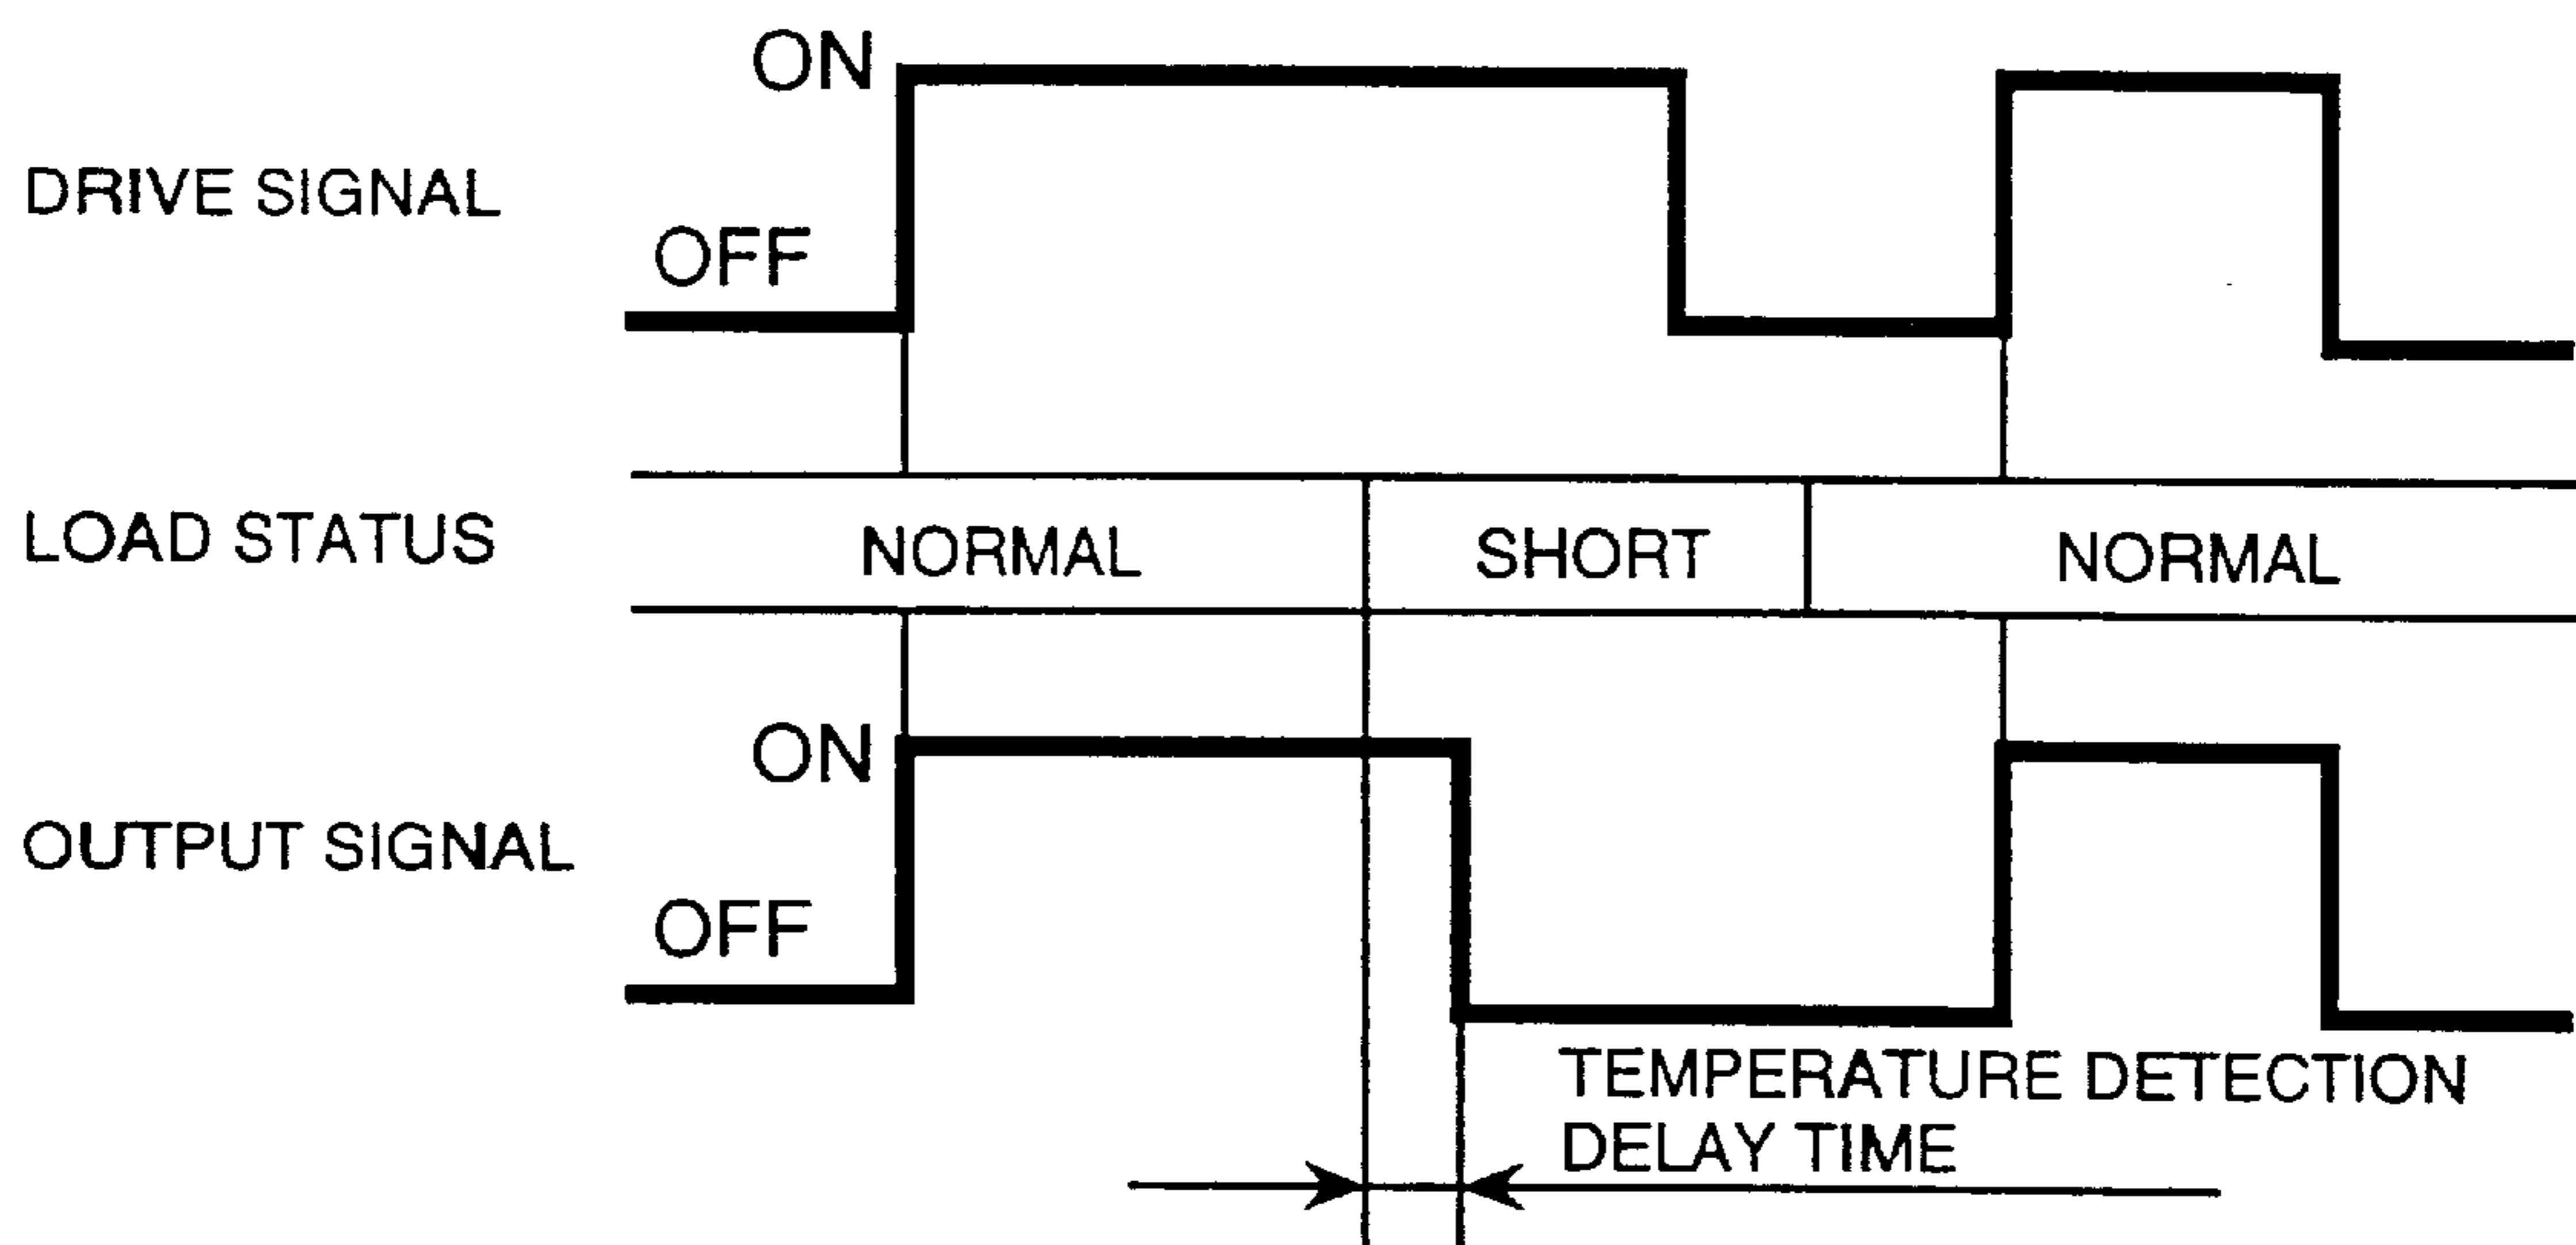 ON
DRIVE SIGNAL
OFF
LOAD STATUS
NORMAL
SHORT
NORMAL
ON
OUTPUT SIGNAL
OFF
TEMPERATURE DETECTION
DELAY TIME